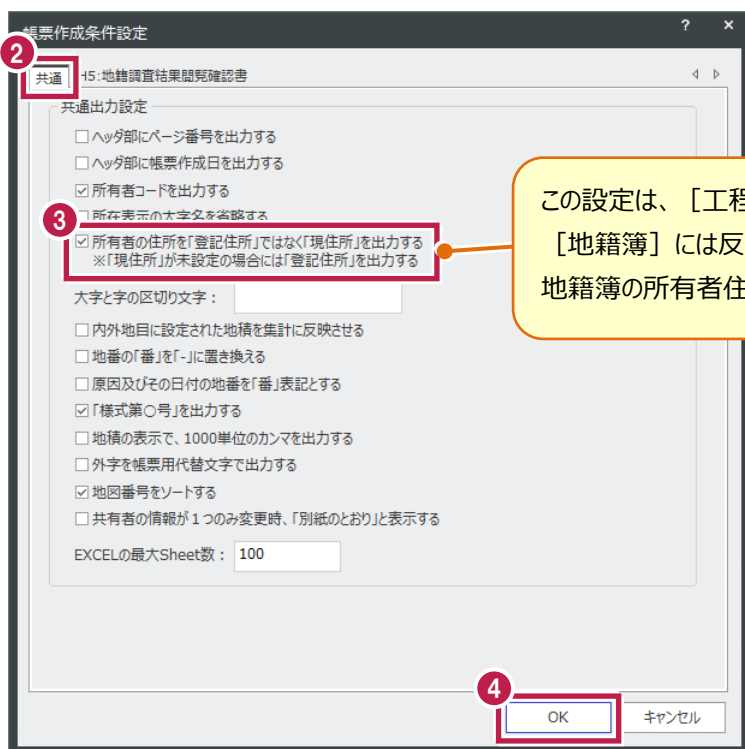 帳票作成条件設定
? ×
2
共通 H5:地籍調査結果閲覧確認書
共通出力設定
ヘッダ部にページ番号を出力する
ヘッダ部に帳票作成日を出力する
所有者コードを出力する
所在表示の大字名を省略する
3
所有者の住所を「登記住所」ではなく「現住所」を出力する
※「現住所」が未設定の場合には「登記住所」を出力する
この設定は、［工程
［地籍簿］には反
地籍簿の所有者住
大字と字の区切り文字：
内外地目に設定された地積を集計に反映させる
地番の「番」を「-」に置き換える
原因及びその日付の地番を「番」表記とする
「様式第○号」を出力する
地積の表示で、1000単位のカンマを出力する
外字を帳票用代替文字で出力する
地図番号をソートする
共有者の情報が１つのみ変更時、「別紙のとおり」と表示する
EXCELの最大Sheet数： 100
4
OK キャンセル